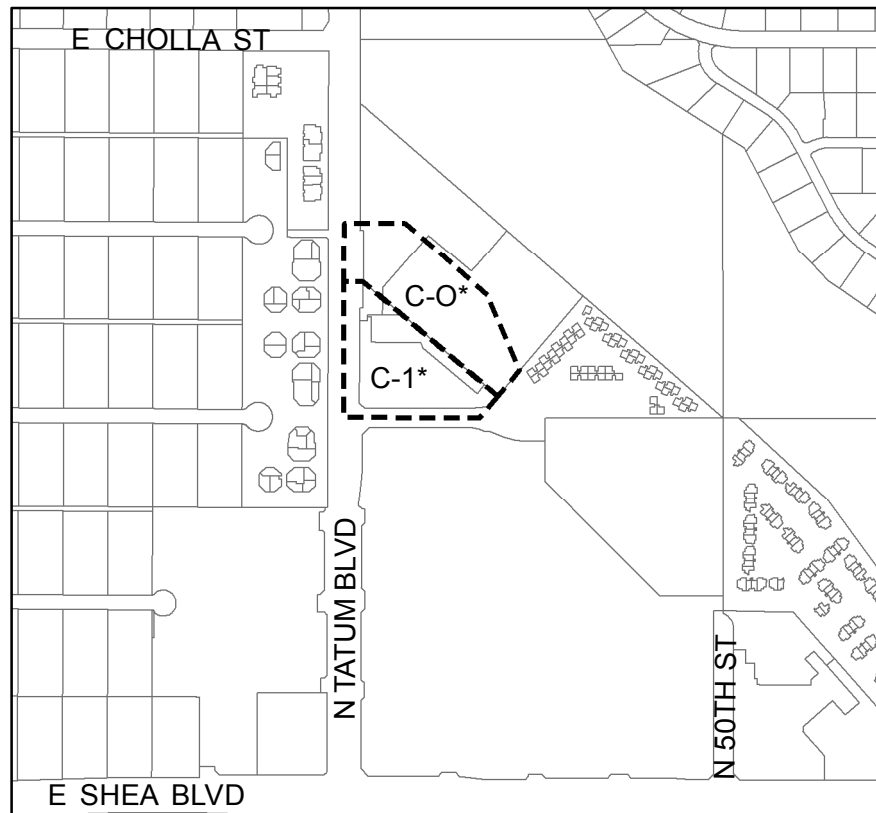 E CHOLLA ST
C-O*
C-1*
N TATUM BLVD
N 50TH ST
E SHEA BLVD